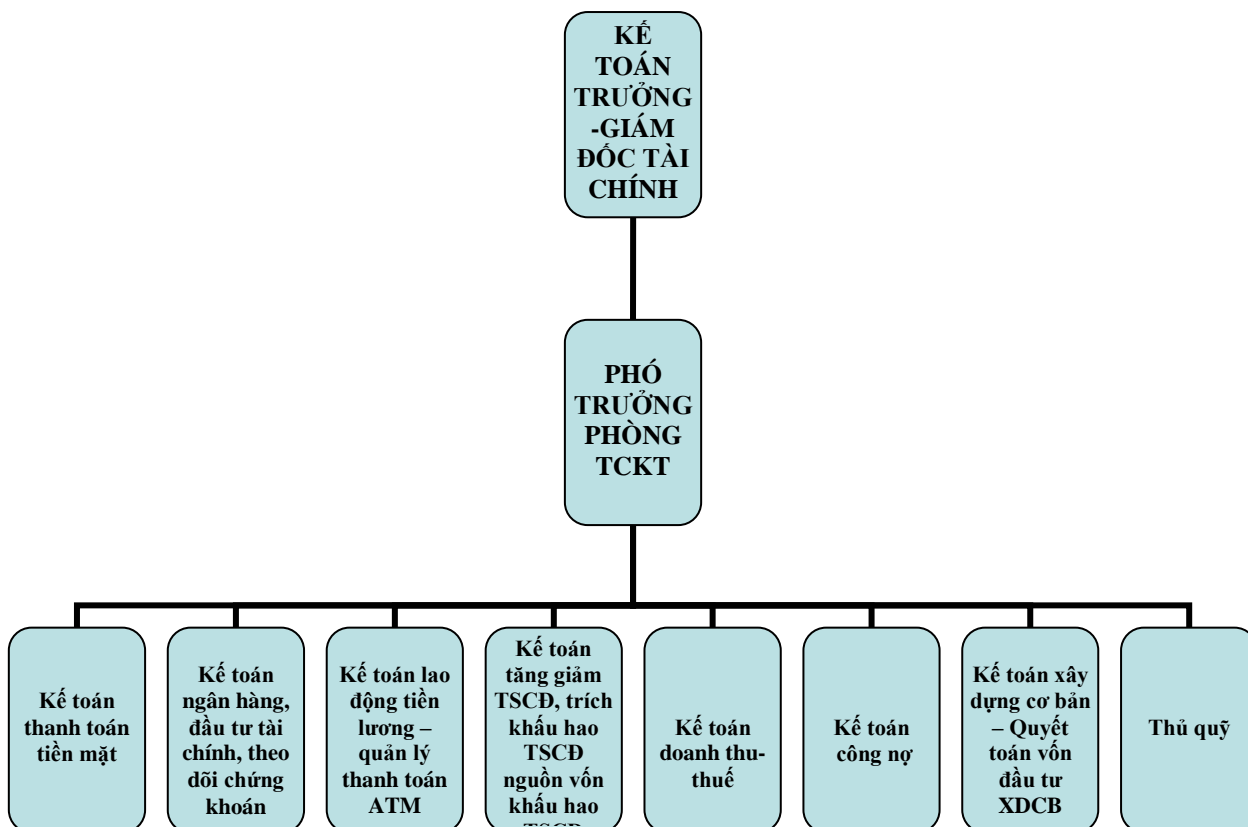 KẾ
TOÁN
TRƯỞNG
-GIÁM
ĐỐC TÀI
CHÍNH
PHÓ
TRƯỞNG
PHÒNG
TCKT
Kế toán
thanh toán
tiền mặt
Kế toán
ngân hàng,
đầu tư tài
chính, theo
dõi chứng
khoán
Kế toán lao
động tiền
lương –
quản lý
thanh toán
ATM
Kế toán
tăng giảm
TSCĐ, trích
khấu hao
TSCĐ
nguồn vốn
khấu hao
TSCĐ
Kế toán
doanh thu-
thuế
Kế toán
công nợ
Kế toán xây
dựng cơ bản
– Quyết
toán vốn
đầu tư
XDCB
Thủ quỹ